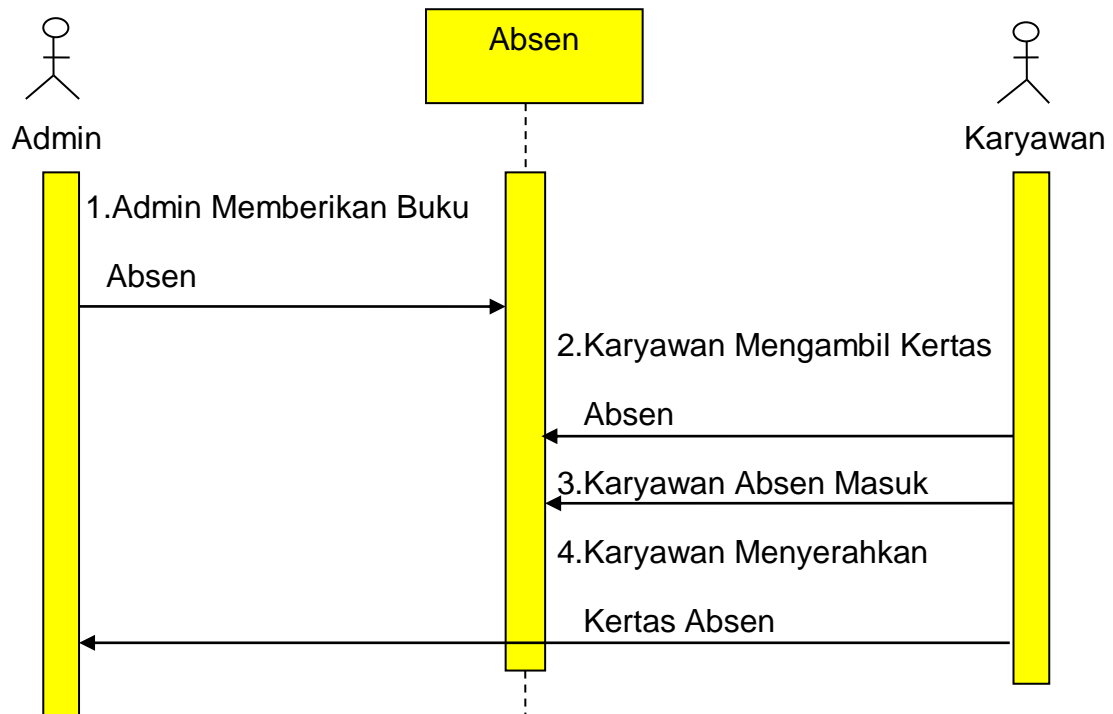 Absen
Admin
Karyawan
1.Admin Memberikan Buku
Absen
2.Karyawan Mengambil Kertas
Absen
3.Karyawan Absen Masuk
4.Karyawan Menyerahkan
Kertas Absen